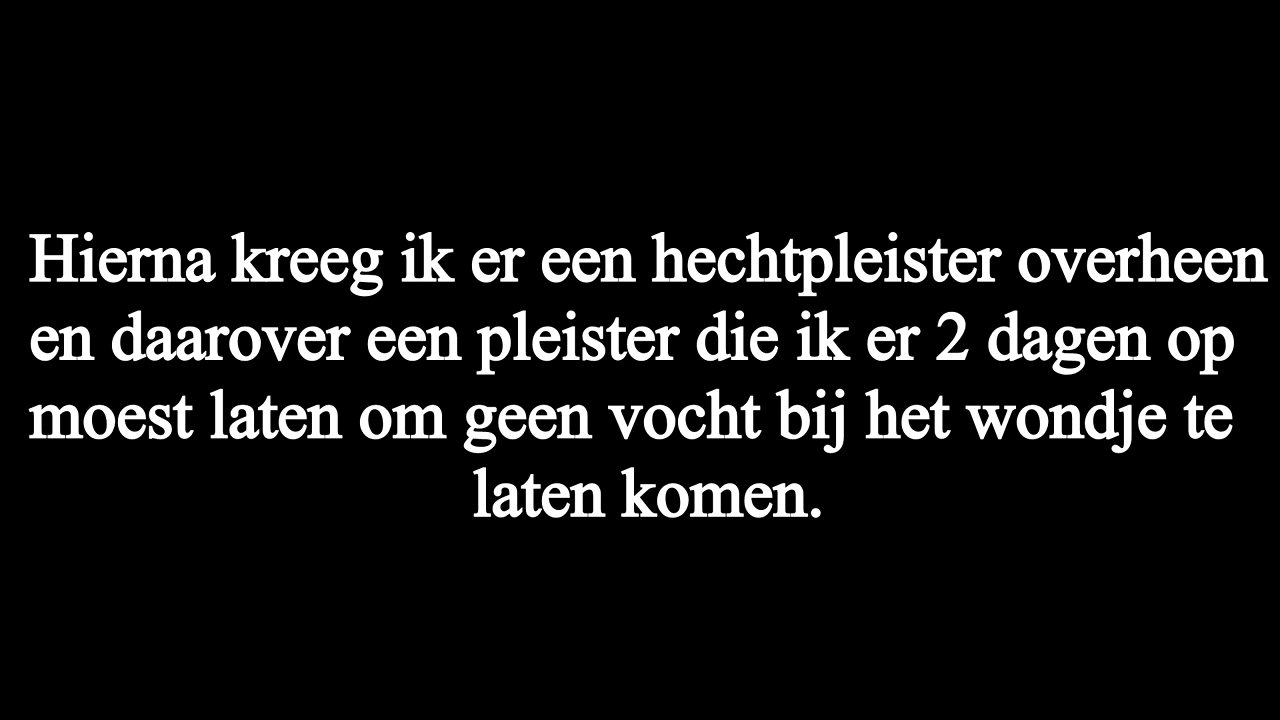 Hierna kreeg ik er een hechtpleister overheen
en daarover een pleister die ik er 2 dagen op
moest laten om geen vocht bij het wondje te
laten komen.